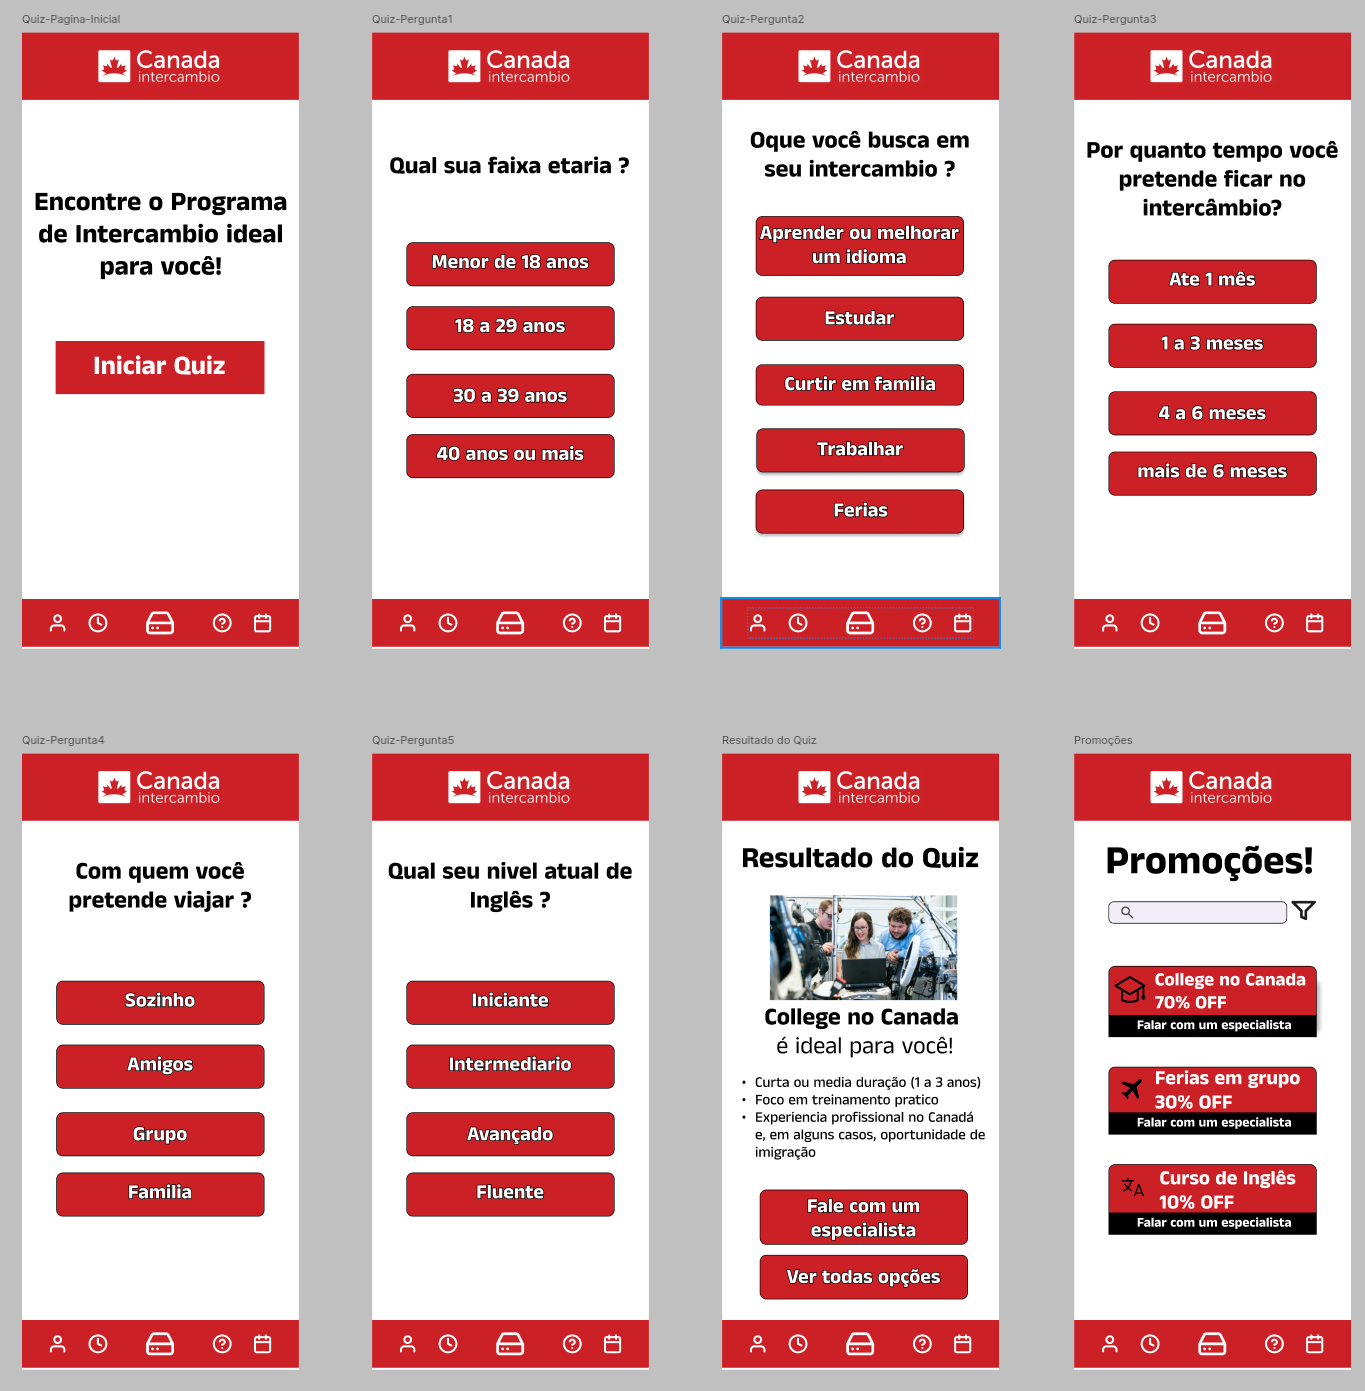 Quiz-Pagina-Inicial
Canada
intercambio
Encontre o Programa
de Intercambio ideal
para você!
Iniciar Quiz
Quiz-Pergunta1
Canada
intercambio
Qual sua faixa etaria ?
Menor de 18 anos
18 a 29 anos
30 a 39 anos
40 anos ou mais
Quiz-Pergunta2
Canada
intercambio
Oque você busca em
seu intercambio ?
Aprender ou melhorar
um idioma
Estudar
Curtir em familia
Trabalhar
Ferias
Quiz-Pergunta3
Canada
intercambio
Por quanto tempo você
pretende ficar no
intercâmbio?
Ate 1 mês
1 a 3 meses
4 a 6 meses
mais de 6 meses
Quiz-Pergunta4
Canada
intercambio
Com quem você
pretende viajar ?
Sozinho
Amigos
Grupo
Familia
Quiz-Pergunta5
Canada
intercambio
Qual seu nivel atual de
Inglês ?
Iniciante
Intermediario
Avançado
Fluente
Resultado do Quiz
Canada
intercambio
Resultado do Quiz
College no Canada
é ideal para você!
• Curta ou media duração (1 a 3 anos)
• Foco em treinamento pratico
• Experiencia profissional no Canadá
e, em alguns casos, oportunidade de
imigração
Fale com um
especialista
Ver todas opções
Promoções
Canada
intercambio
Promoções!
College no Canada
70% OFF
Falar com um especialista
Ferias em grupo
30% OFF
Falar com um especialista
Curso de Inglês
10% OFF
Falar com um especialista